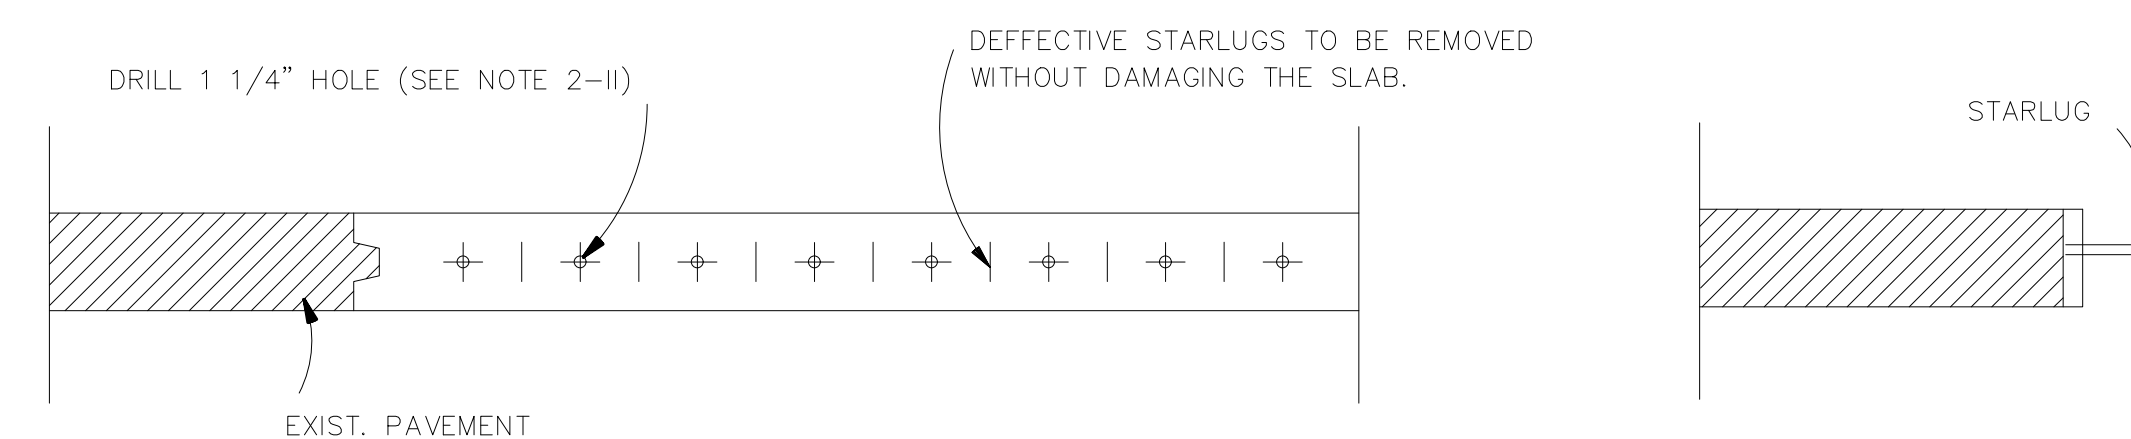 DEFFECTIVE STARLUGS TO BE REMOVED
WITHOUT DAMAGING THE SLAB.
DRILL 1 1/4" HOLE (SEE NOTE 2-II)
STARLUG
EXIST. PAVEMENT